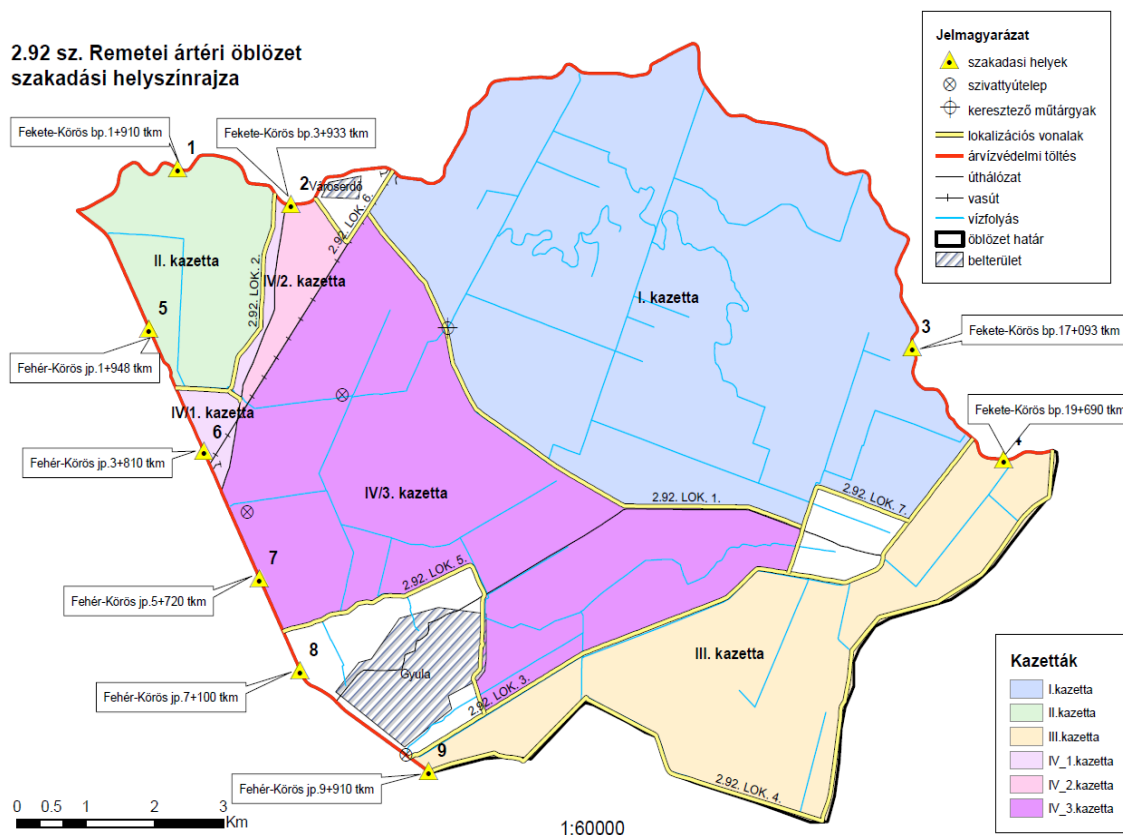 2.92 sz. Remetei ártéri öblözet
szakadási helyszínrajza
Jelmagyarázat
szakadasi helyek
szivattyútelep
keresztező műtárgyak
lokalizációs vonalak
árvízvédelmi töltés
úthálózat
vasút
vízfolyás
öblözet határ
belterület
Fekete-Körös bp.1+910 tkm
1
Fekete-Körös bp.3+933 tkm
2
Városerdő
2.92. LOK. 6.
II. kazetta
2.92. LOK. 2.
IV/2. kazetta
I. kazetta
5
Fehér-Körös jp.1+948 tkm
3
Fekete-Körös bp.17+093 tkm
IV/1. kazetta
6
Fehér-Körös jp.3+810 tkm
Fekete-Körös bp.19+690 tkm
4
IV/3. kazetta
2.92. LOK. 1.
2.92. LOK. 7.
7
Fehér-Körös jp.5+720 tkm
2.92. LOK. 5.
8
Fehér-Körös jp.7+100 tkm
Gyula
III. kazetta
2.92. LOK. 3.
9
Fehér-Körös jp.9+910 tkm
2.92. LOK. 4.
Kazetták
I.kazetta
II.kazetta
III.kazetta
IV_1.kazetta
IV_2.kazetta
IV_3.kazetta
0 0.5 1 2 3
Km
1:60000